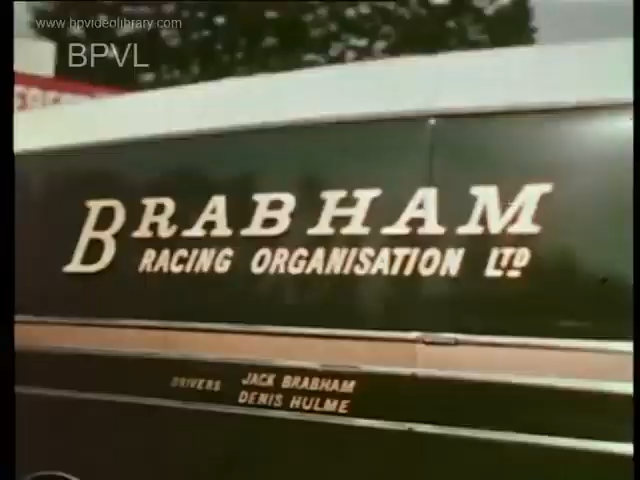 www.bpvideolibrary.com
BPVL
BRABHAM
RACING ORGANISATION LTD
DRIVERS JACK BRABHAM
DENIS HULME